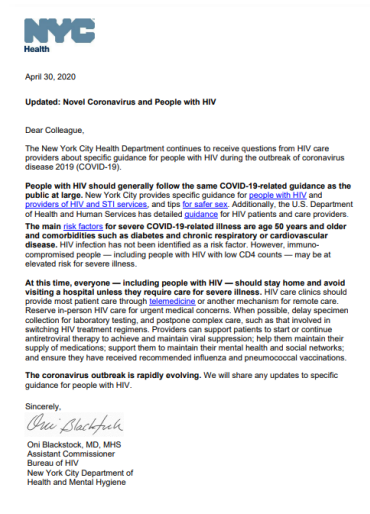 NYC
Health
April 30, 2020
Updated: Novel Coronavirus and People with HIV
Dear Colleague,
The New York City Health Department continues to receive questions from HIV care
providers about specific guidance for people with HIV during the outbreak of coronavirus
disease 2019 (COVID-19).
People with HIV should generally follow the same COVID-19-related guidance as the
public at large. New York City provides specific guidance for people with HIV and
providers of HIV and STI services, and tips for safer sex. Additionally, the U.S. Department
of Health and Human Services has detailed guidance for HIV patients and care providers.
The main risk factors for severe COVID-19-related illness are age 50 years and older
and comorbidities such as diabetes and chronic respiratory or cardiovascular
disease. HIV infection has not been identified as a risk factor. However, immuno-
compromised people — including people with HIV with low CD4 counts — may be at
elevated risk for severe illness.
At this time, everyone — including people with HIV — should stay home and avoid
visiting a hospital unless they require care for severe illness. HIV care clinics should
provide most patient care through telemedicine or another mechanism for remote care.
Reserve in-person HIV care for urgent medical concerns. When possible, delay specimen
collection for laboratory testing, and postpone complex care, such as that involved in
switching HIV treatment regimens. Providers can support patients to start or continue
antiretroviral therapy to achieve and maintain viral suppression; help them maintain their
supply of medications; support them to maintain their mental health and social networks;
and ensure they have received recommended influenza and pneumococcal vaccinations.
The coronavirus outbreak is rapidly evolving. We will share any updates to specific
guidance for people with HIV.
Sincerely,
Oni Blackstock
Oni Blackstock, MD, MHS
Assistant Commissioner
Bureau of HIV
New York City Department of
Health and Mental Hygiene